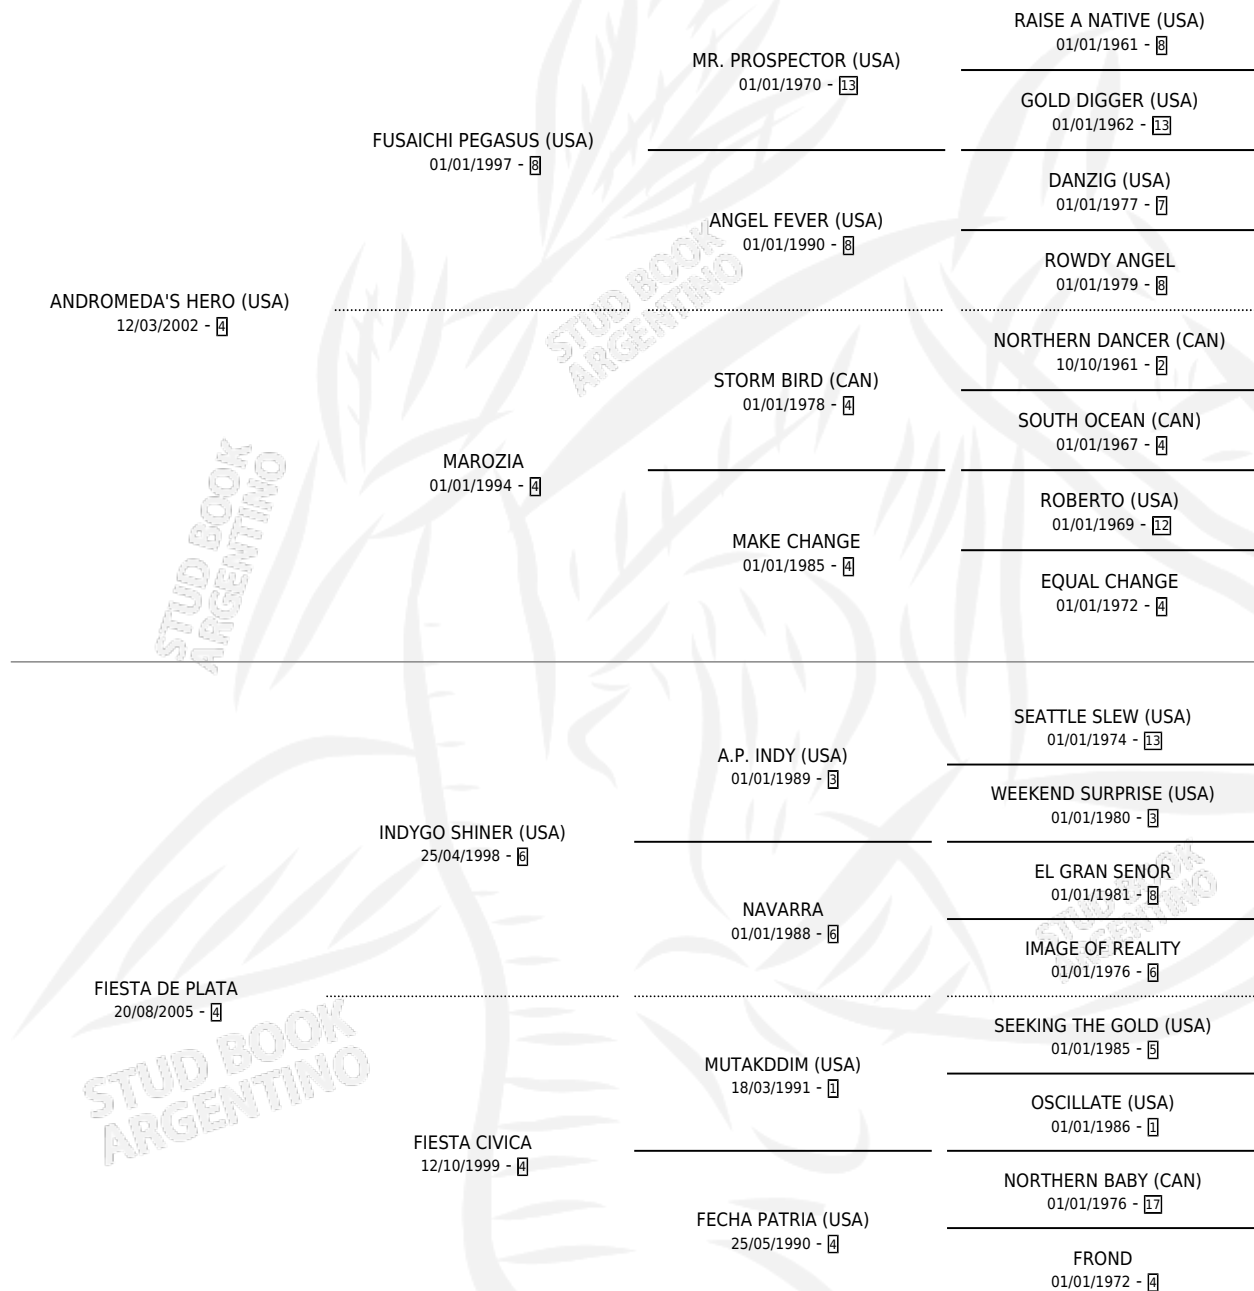 RAISE A NATIVE (USA)
01/01/1961 - 8
MR. PROSPECTOR (USA)
01/01/1970 - 13
GOLD DIGGER (USA)
01/01/1962 - 13
FUSAICHI PEGASUS (USA)
01/01/1997 - 8
DANZIG (USA)
01/01/1977 - 7
ANGEL FEVER (USA)
01/01/1990 - 8
ROWDY ANGEL
01/01/1979 - 8
ANDROMEDA'S HERO (USA)
12/03/2002 - 4
STUD BOOK
ARGENTINO
NORTHERN DANCER (CAN)
10/10/1961 - 2
STORM BIRD (CAN)
01/01/1978 - 4
SOUTH OCEAN (CAN)
01/01/1967 - 4
MAROZIA
01/01/1994 - 4
ROBERTO (USA)
01/01/1969 - 12
MAKE CHANGE
01/01/1985 - 4
EQUAL CHANGE
01/01/1972 - 4
STUD BOOK
ARGENTINO
SEATTLE SLEW (USA)
01/01/1974 - 13
A.P. INDY (USA)
01/01/1989 - 3
WEEKEND SURPRISE (USA)
01/01/1980 - 3
INDYGO SHINER (USA)
25/04/1998 - 6
EL GRAN SENOR
01/01/1981 - 8
NAVARRA
01/01/1988 - 6
STUD BOOK
ARGENTINO
IMAGE OF REALITY
01/01/1976 - 6
FIESTA DE PLATA
20/08/2005 - 4
SEEKING THE GOLD (USA)
01/01/1985 - 5
MUTAKDDIM (USA)
18/03/1991 - 1
OSCILLATE (USA)
01/01/1986 - 1
STUD BOOK
ARGENTINO
FIESTA CIVICA
12/10/1999 - 4
NORTHERN BABY (CAN)
01/01/1976 - 17
FECHA PATRIA (USA)
25/05/1990 - 4
FROND
01/01/1972 - 4